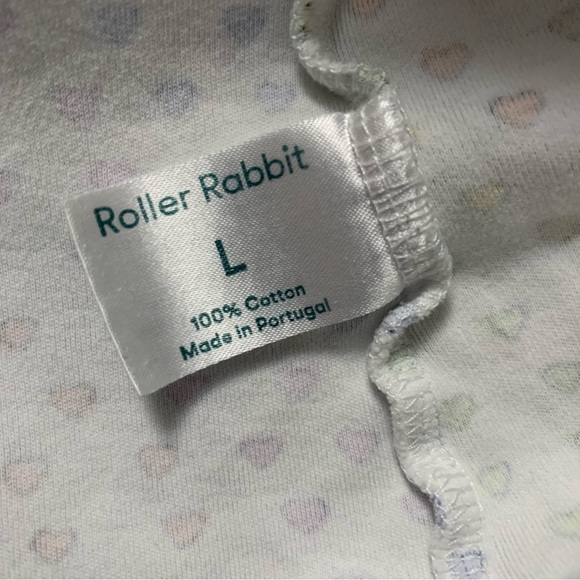 Roller Rabbit
L
100% Cotton
Made in Portugal